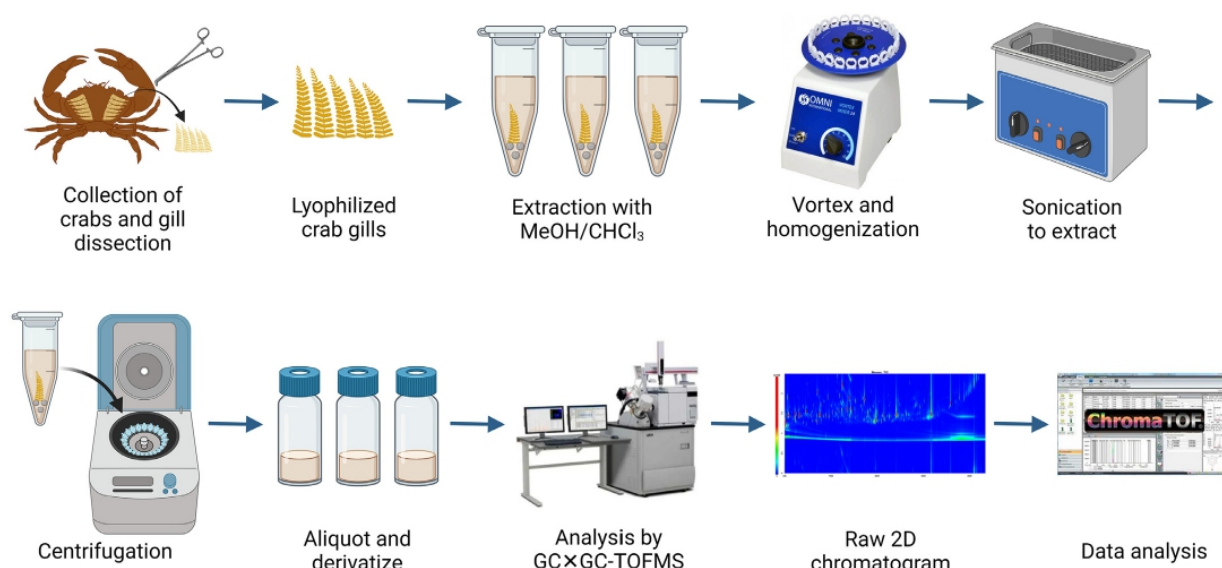 OMNI
Collection of
crabs and gill
dissection
Lyophilized
crab gills
Extraction with
MeOH/CHCl₃
Vortex and
homogenization
Sonication
to extract
Centrifugation
Aliquot and
derivatize
Analysis by
GC×GC-TOFMS
Raw 2D
chromatogram
ChromaTOF
Data analysis